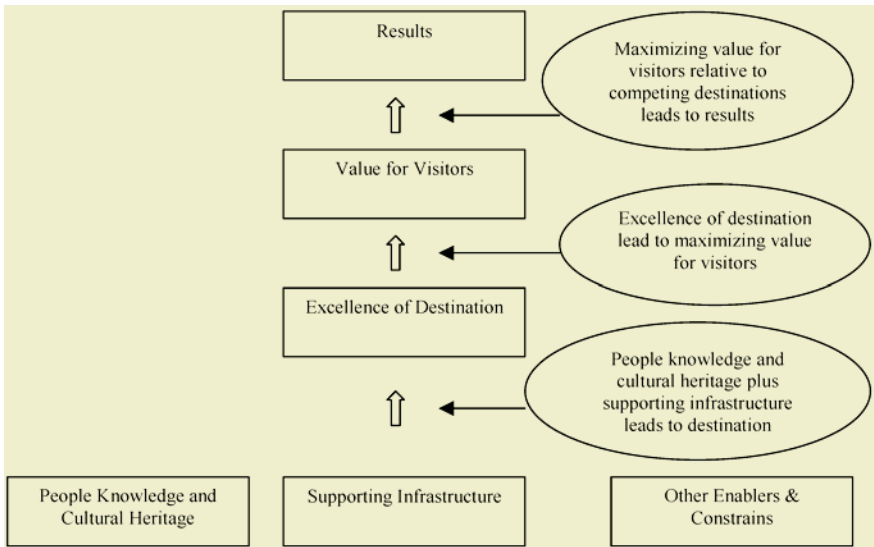 Results
Maximizing value for
visitors relative to
competing destinations
leads to results
Value for Visitors
Excellence of destination
lead to maximizing value
for visitors
Excellence of Destination
People knowledge and
cultural heritage plus
supporting infrastructure
leads to destination
People Knowledge and
Cultural Heritage
Supporting Infrastructure
Other Enablers &
Constrains